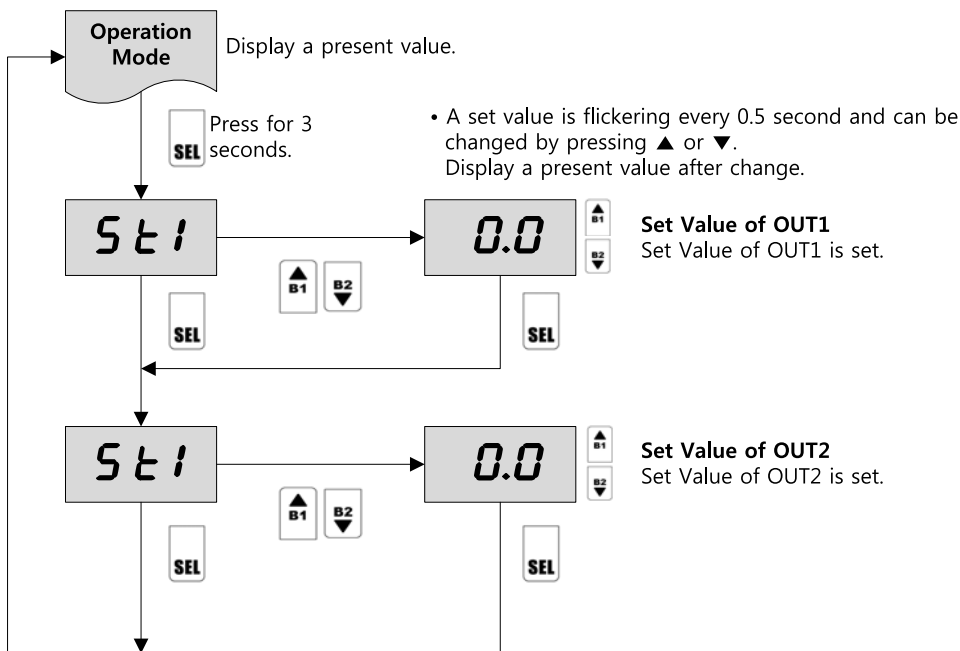 Operation
Mode
Display a present value.
SEL
Press for 3
seconds.
• A set value is flickering every 0.5 second and can be
changed by pressing ▲ or ▼.
Display a present value after change.
St1
▲
B1
B2
▼
0.0
▲
B1
B2
▼
Set Value of OUT1
Set Value of OUT1 is set.
SEL
SEL
St1
▲
B1
B2
▼
0.0
▲
B1
B2
▼
Set Value of OUT2
Set Value of OUT2 is set.
SEL
SEL